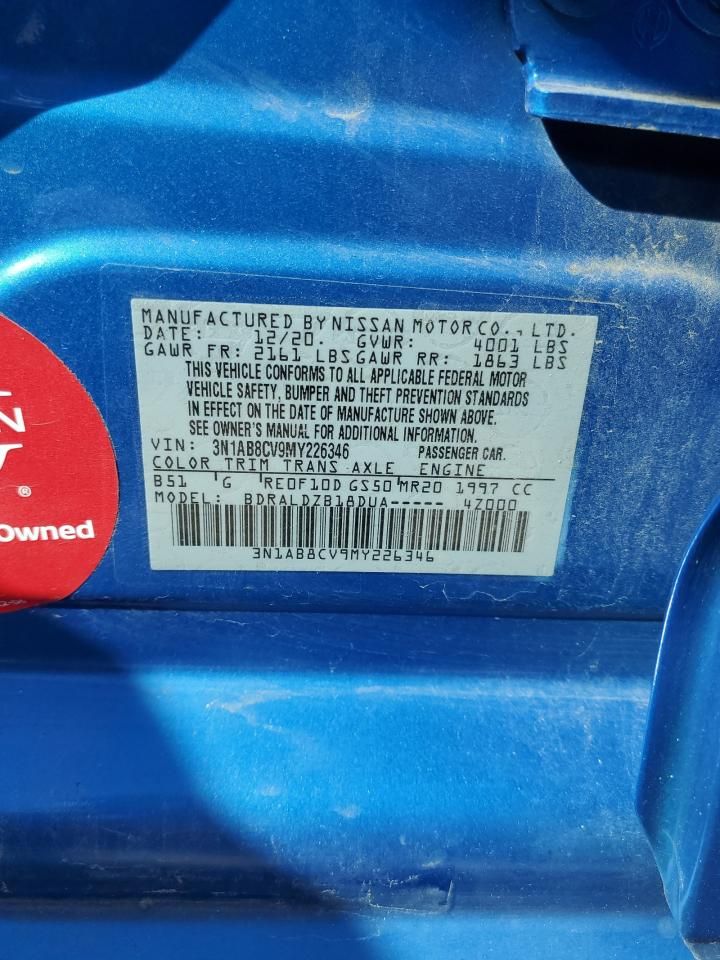 MANUFACTURED BY NISSAN MOTOR CO., LTD.
DATE: 12/20. GVWR: 4001 LBS
GAWR FR: 2161 LBS GAWR RR: 1863 LBS
THIS VEHICLE CONFORMS TO ALL APPLICABLE FEDERAL MOTOR
VEHICLE SAFETY, BUMPER AND THEFT PREVENTION STANDARDS
IN EFFECT ON THE DATE OF MANUFACTURE SHOWN ABOVE.
SEE OWNER'S MANUAL FOR ADDITIONAL INFORMATION.
VIN: 3N1AB8CV9MY226346 PASSENGER CAR.
COLOR TRIM TRANS AXLE ENGINE
B51 G RE0F10D GS50 MR20 1997 CC
MODEL: BDRALDZB18DUA----- 4Z000
3N1AB8CV9MY226346
N
®
Owned